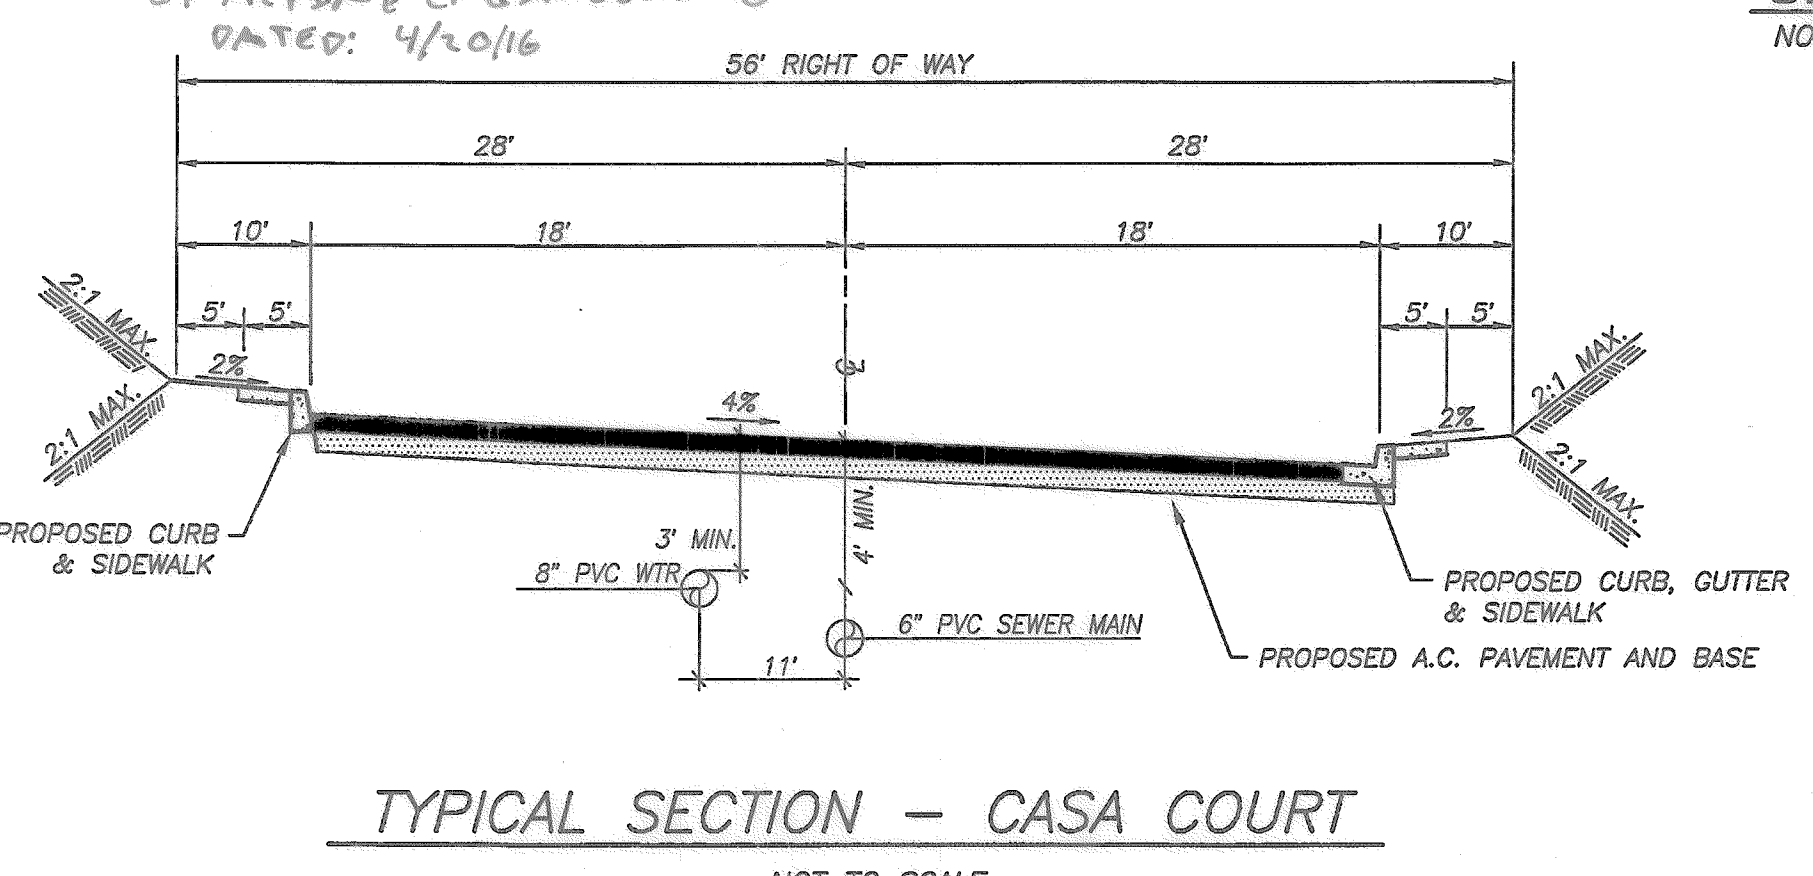 DATED: 4/20/16
NO
56' RIGHT OF WAY
28'
28'
10'
18'
18'
10'
5'
5'
5'
5'
2:1 MAX.
2:1 MAX.
2%
4%
2%
2:1 MAX.
2:1 MAX.
3' MIN.
4' MIN.
PROPOSED CURB
& SIDEWALK
8" PVC WTR
6" PVC SEWER MAIN
11'
PROPOSED CURB, GUTTER
& SIDEWALK
PROPOSED A.C. PAVEMENT AND BASE
TYPICAL SECTION – CASA COURT
NOT TO SCALE